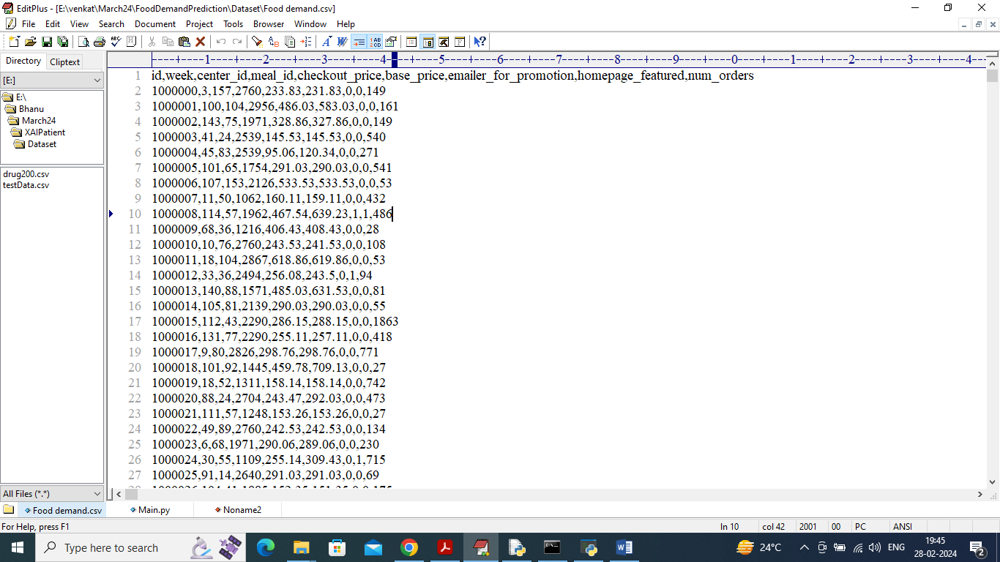 EditPlus - [E:\venkat\March24\FoodDemandPrediction\Dataset\Food demand.csv]
File Edit View Search Document Project Tools Browser Window Help
Directory Cliptext
----+----1----+----2----+----3----+----4----+----5----+----6----+----7----+----8----+----9----+----0----+----1----+----2----+----3----+----4--
[E:]
E:\
Bhanu
March24
XAIPatient
Dataset
drug200.csv
testData.csv
All Files (*.*)
1 id,week,center_id,meal_id,checkout_price,base_price,emailer_for_promotion,homepage_featured,num_orders
2 1000000,3,157,2760,233.83,231.83,0,0,149
3 1000001,100,104,2956,486.03,583.03,0,0,161
4 1000002,143,75,1971,328.86,327.86,0,0,149
5 1000003,41,24,2539,145.53,145.53,0,0,540
6 1000004,45,83,2539,95.06,120.34,0,0,271
7 1000005,101,65,1754,291.03,290.03,0,0,541
8 1000006,107,153,2126,533.53,533.53,0,0,53
9 1000007,11,50,1062,160.11,159.11,0,0,432
10 1000008,114,57,1962,467.54,639.23,1,1,486
11 1000009,68,36,1216,406.43,408.43,0,0,28
12 1000010,10,76,2760,243.53,241.53,0,0,108
13 1000011,18,104,2867,618.86,619.86,0,0,53
14 1000012,33,36,2494,256.08,243.5,0,1,94
15 1000013,140,88,1571,485.03,631.53,0,0,81
16 1000014,105,81,2139,290.03,290.03,0,0,55
17 1000015,112,43,2290,286.15,288.15,0,0,1863
18 1000016,131,77,2290,255.11,257.11,0,0,418
19 1000017,9,80,2826,298.76,298.76,0,0,771
20 1000018,101,92,1445,459.78,709.13,0,0,27
21 1000019,18,52,1311,158.14,158.14,0,0,742
22 1000020,88,24,2704,243.47,292.03,0,0,473
23 1000021,111,57,1248,153.26,153.26,0,0,27
24 1000022,49,89,2760,242.53,242.53,0,0,134
25 1000023,6,68,1971,290.06,289.06,0,0,230
26 1000024,30,55,1109,255.14,309.43,0,1,715
27 1000025,91,14,2640,291.03,291.03,0,0,69
Food demand.csv Main.py Noname2
For Help, press F1 ln 10 col 42 2001 00 PC ANSI
Type here to search 24°C ENG 19:45
28-02-2024 2